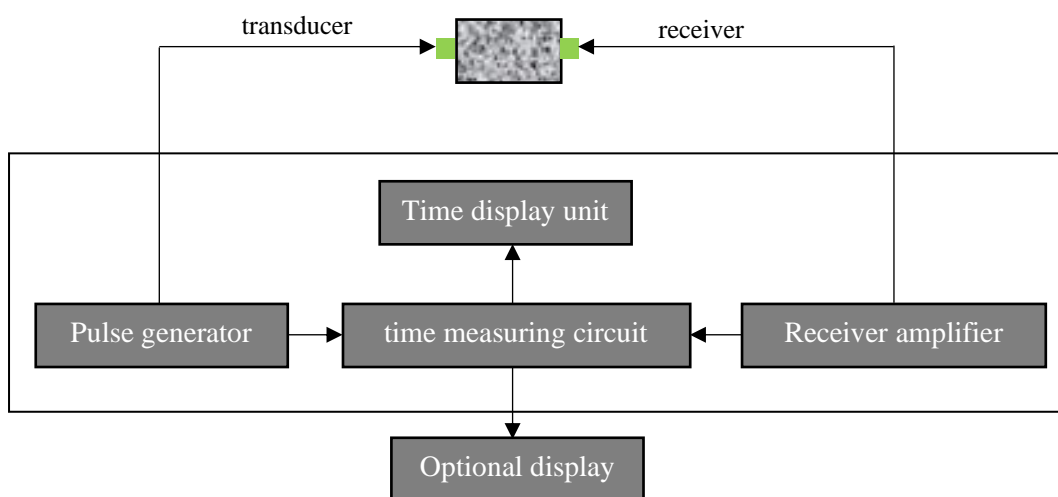 transducer
receiver
Time display unit
Pulse generator
time measuring circuit
Receiver amplifier
Optional display